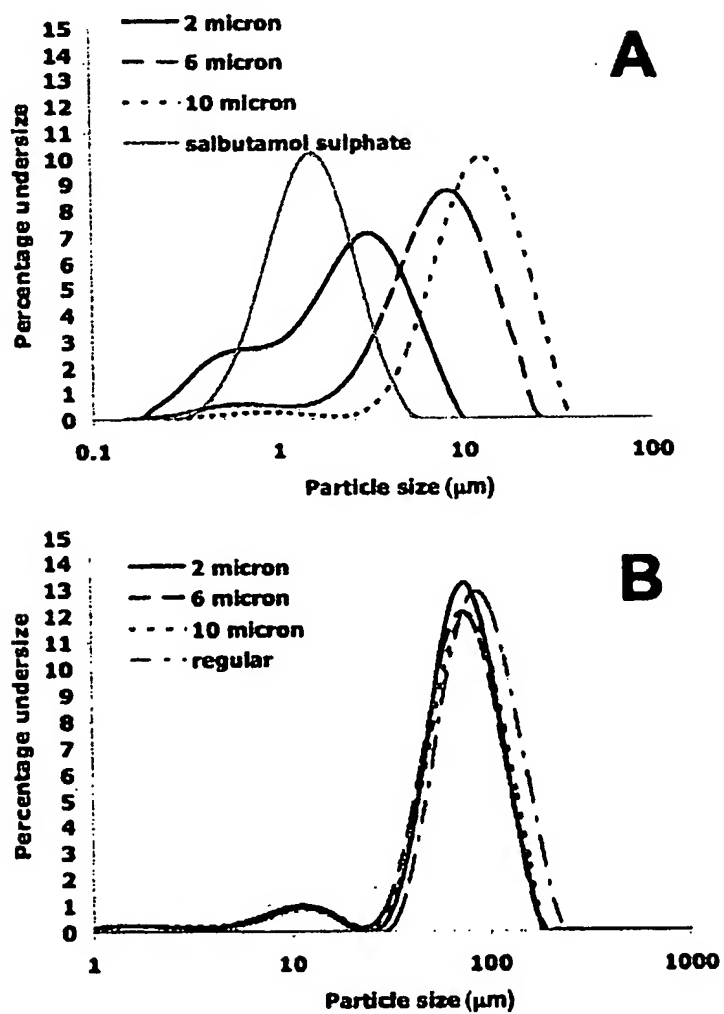 A
2 micron
6 micron
10 micron
salbutamol sulphate
Percentage undersize
15
14
13
12
11
10
9
8
7
6
5
4
3
2
1
0
0.1 1 10 100
Particle size (µm)
B
2 micron
6 micron
10 micron
regular
Percentage undersize
15
14
13
12
11
10
9
8
7
6
5
4
3
2
1
0
1 10 100 1000
Particle size (µm)